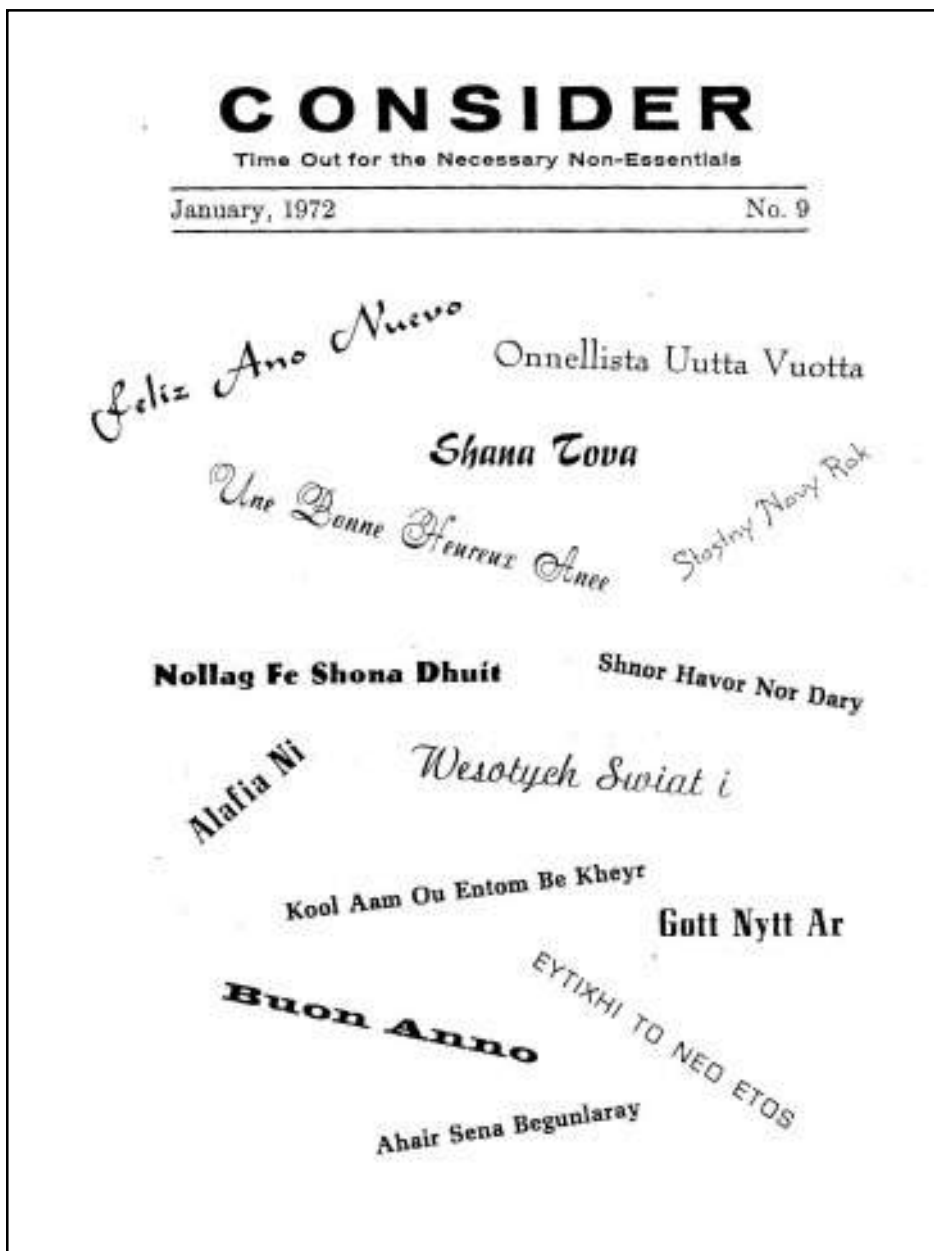 CONSIDER
Time Out for the Necessary Non-Essentials
January, 1972 No. 9
Feliz Ano Nuevo
Onnellista Uutta Vuotta
Shana Tova
Une Bonne Heureux Anee
Stastny Novy Rok
Nollag Fe Shona Dhuit
Shnor Havor Nor Dary
Alafia Ni
Wesotych Swiat i
Kool Aam Ou Entom Be Kheyr
Gott Nytt Ar
EYTIXHI TO NEO ETOS
Buon Anno
Ahair Sena Begunlaray